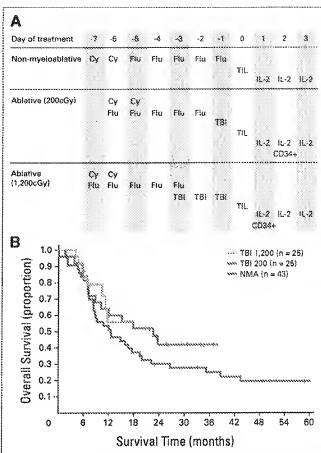 A
Day of treatment -7 -6 -5 -4 -3 -2 -1 0 1 2 3
Non-myeloablative Cy Cy Flu Flu Flu Flu Flu
TIL
IL-2 IL-2 IL-2
Ablative (200cGy) Cy Cy
Flu Flu Flu Flu Flu
TBI
TIL
IL-2 IL-2 IL-2
CD34+
Ablative Cy Cy
(1,200cGy) Flu Flu Flu Flu Flu
TBI TBI TBI
TIL
IL-2 IL-2 IL-2
CD34+
B
TBI 1,200 (n = 25)
TBI 200 (n = 25)
NMA (n = 43)
Overall Survival (proportion)
1.0
0.9
0.8
0.7
0.6
0.5
0.4
0.3
0.2
0.1
0 6 12 18 24 30 36 42 48 54 60
Survival Time (months)